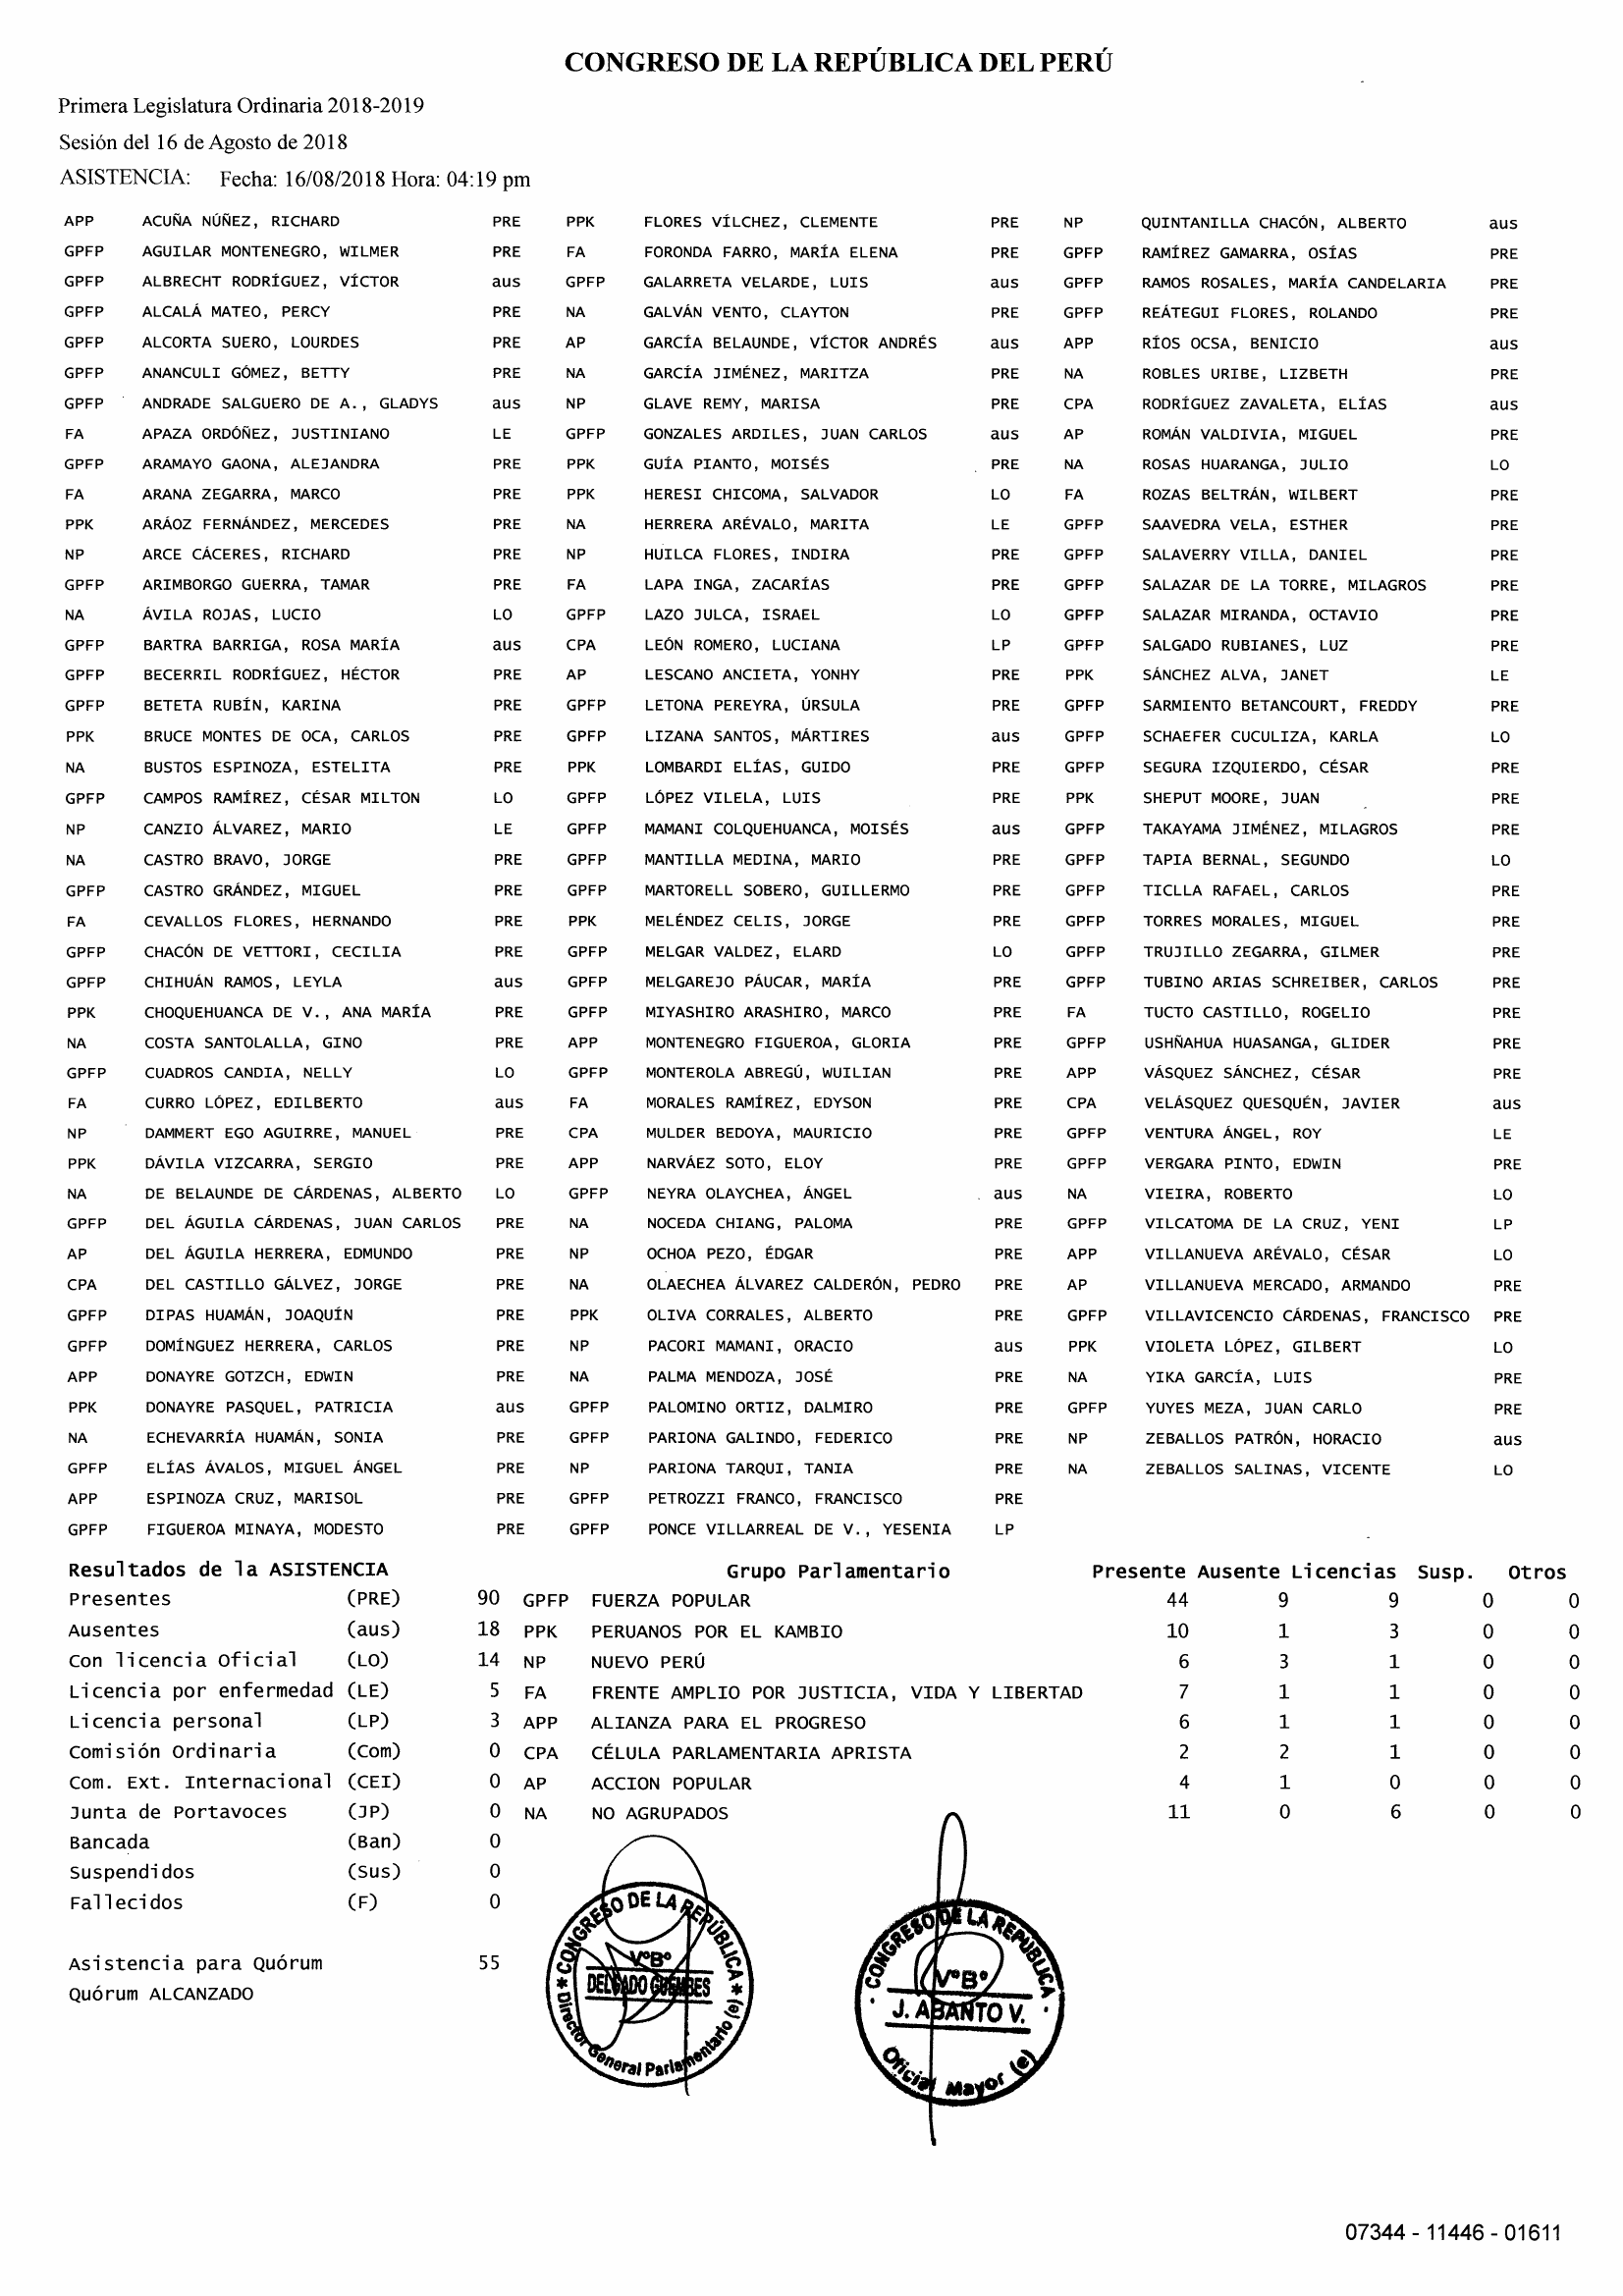 CONGRESO DE LA REPÚBLICA DEL PERÚ
Primera Legislatura Ordinaria 2018-2019
Sesión del 16 de Agosto de 2018
ASISTENCIA: Fecha: 16/08/2018 Hora: 04:19 pm
APP ACUÑA NÚÑEZ, RICHARD PRE PPK FLORES VÍLCHEZ, CLEMENTE PRE NP QUINTANILLA CHACÓN, ALBERTO aus
GPFP AGUILAR MONTENEGRO, WILMER PRE FA FORONDA FARRO, MARÍA ELENA PRE GPFP RAMÍREZ GAMARRA, OSÍAS PRE
GPFP ALBRECHT RODRÍGUEZ, VÍCTOR aus GPFP GALARRETA VELARDE, LUIS aus GPFP RAMOS ROSALES, MARÍA CANDELARIA PRE
GPFP ALCALÁ MATEO, PERCY PRE NA GALVÁN VENTO, CLAYTON PRE GPFP REÁTEGUI FLORES, ROLANDO PRE
GPFP ALCORTA SUERO, LOURDES PRE AP GARCÍA BELAUNDE, VÍCTOR ANDRÉS aus APP RÍOS OCSA, BENICIO aus
GPFP ANANCULI GÓMEZ, BETTY PRE NA GARCÍA JIMÉNEZ, MARITZA PRE NA ROBLES URIBE, LIZBETH PRE
GPFP ANDRADE SALGUERO DE A., GLADYS aus NP GLAVE REMY, MARISA PRE CPA RODRÍGUEZ ZAVALETA, ELÍAS aus
FA APAZA ORDÓÑEZ, JUSTINIANO LE GPFP GONZALES ARDILES, JUAN CARLOS aus AP ROMÁN VALDIVIA, MIGUEL PRE
GPFP ARAMAYO GAONA, ALEJANDRA PRE PPK GUÍA PIANTO, MOISÉS PRE NA ROSAS HUARANGA, JULIO LO
FA ARANA ZEGARRA, MARCO PRE PPK HERESI CHICOMA, SALVADOR LO FA ROZAS BELTRÁN, WILBERT PRE
PPK ARÁOZ FERNÁNDEZ, MERCEDES PRE NA HERRERA ARÉVALO, MARITA LE GPFP SAAVEDRA VELA, ESTHER PRE
NP ARCE CÁCERES, RICHARD PRE NP HUILCA FLORES, INDIRA PRE GPFP SALAVERRY VILLA, DANIEL PRE
GPFP ARIMBORGO GUERRA, TAMAR PRE FA LAPA INGA, ZACARÍAS PRE GPFP SALAZAR DE LA TORRE, MILAGROS PRE
NA ÁVILA ROJAS, LUCIO LO GPFP LAZO JULCA, ISRAEL LO GPFP SALAZAR MIRANDA, OCTAVIO PRE
GPFP BARTRA BARRIGA, ROSA MARÍA aus CPA LEÓN ROMERO, LUCIANA LP GPFP SALGADO RUBIANES, LUZ PRE
GPFP BECERRIL RODRÍGUEZ, HÉCTOR PRE AP LESCANO ANCIETA, YONHY PRE PPK SÁNCHEZ ALVA, JANET LE
GPFP BETETA RUBÍN, KARINA PRE GPFP LETONA PEREYRA, ÚRSULA PRE GPFP SARMIENTO BETANCOURT, FREDDY PRE
PPK BRUCE MONTES DE OCA, CARLOS PRE GPFP LIZANA SANTOS, MÁRTIRES aus GPFP SCHAEFER CUCULIZA, KARLA LO
NA BUSTOS ESPINOZA, ESTELITA PRE PPK LOMBARDI ELÍAS, GUIDO PRE GPFP SEGURA IZQUIERDO, CÉSAR PRE
GPFP CAMPOS RAMÍREZ, CÉSAR MILTON LO GPFP LÓPEZ VILELA, LUIS PRE PPK SHEPUT MOORE, JUAN PRE
NP CANZIO ÁLVAREZ, MARIO LE GPFP MAMANI COLQUEHUANCA, MOISÉS aus GPFP TAKAYAMA JIMÉNEZ, MILAGROS PRE
NA CASTRO BRAVO, JORGE PRE GPFP MANTILLA MEDINA, MARIO PRE GPFP TAPIA BERNAL, SEGUNDO LO
GPFP CASTRO GRÁNDEZ, MIGUEL PRE GPFP MARTORELL SOBERO, GUILLERMO PRE GPFP TICLLA RAFAEL, CARLOS PRE
FA CEVALLOS FLORES, HERNANDO PRE PPK MELÉNDEZ CELIS, JORGE PRE GPFP TORRES MORALES, MIGUEL PRE
GPFP CHACÓN DE VETTORI, CECILIA PRE GPFP MELGAR VALDEZ, ELARD LO GPFP TRUJILLO ZEGARRA, GILMER PRE
GPFP CHIHUÁN RAMOS, LEYLA aus GPFP MELGAREJO PÁUCAR, MARÍA PRE GPFP TUBINO ARIAS SCHREIBER, CARLOS PRE
PPK CHOQUEHUANCA DE V., ANA MARÍA PRE GPFP MIYASHIRO ARASHIRO, MARCO PRE FA TUCTO CASTILLO, ROGELIO PRE
NA COSTA SANTOLALLA, GINO PRE APP MONTENEGRO FIGUEROA, GLORIA PRE GPFP USHÑAHUA HUASANGA, GLIDER PRE
GPFP CUADROS CANDIA, NELLY LO GPFP MONTEROLA ABREGÚ, WUILIAN PRE APP VÁSQUEZ SÁNCHEZ, CÉSAR PRE
FA CURRO LÓPEZ, EDILBERTO aus FA MORALES RAMÍREZ, EDYSON PRE CPA VELÁSQUEZ QUESQUÉN, JAVIER aus
NP DAMMERT EGO AGUIRRE, MANUEL PRE CPA MULDER BEDOYA, MAURICIO PRE GPFP VENTURA ÁNGEL, ROY LE
PPK DÁVILA VIZCARRA, SERGIO PRE APP NARVÁEZ SOTO, ELOY PRE GPFP VERGARA PINTO, EDWIN PRE
NA DE BELAUNDE DE CÁRDENAS, ALBERTO LO GPFP NEYRA OLAYCHEA, ÁNGEL aus NA VIEIRA, ROBERTO LO
GPFP DEL ÁGUILA CÁRDENAS, JUAN CARLOS PRE NA NOCEDA CHIANG, PALOMA PRE GPFP VILCATOMA DE LA CRUZ, YENI LP
AP DEL ÁGUILA HERRERA, EDMUNDO PRE NP OCHOA PEZO, ÉDGAR PRE APP VILLANUEVA ARÉVALO, CÉSAR LO
CPA DEL CASTILLO GÁLVEZ, JORGE PRE NA OLAECHEA ÁLVAREZ CALDERÓN, PEDRO PRE AP VILLANUEVA MERCADO, ARMANDO PRE
GPFP DIPAS HUAMÁN, JOAQUÍN PRE PPK OLIVA CORRALES, ALBERTO PRE GPFP VILLAVICENCIO CÁRDENAS, FRANCISCO PRE
GPFP DOMÍNGUEZ HERRERA, CARLOS PRE NP PACORI MAMANI, ORACIO aus PPK VIOLETA LÓPEZ, GILBERT LO
APP DONAYRE GOTZCH, EDWIN PRE NA PALMA MENDOZA, JOSÉ PRE NA YIKA GARCÍA, LUIS PRE
PPK DONAYRE PASQUEL, PATRICIA aus GPFP PALOMINO ORTIZ, DALMIRO PRE GPFP YUYES MEZA, JUAN CARLO PRE
NA ECHEVARRÍA HUAMÁN, SONIA PRE GPFP PARIONA GALINDO, FEDERICO PRE NP ZEBALLOS PATRÓN, HORACIO aus
GPFP ELÍAS ÁVALOS, MIGUEL ÁNGEL PRE NP PARIONA TARQUI, TANIA PRE NA ZEBALLOS SALINAS, VICENTE LO
APP ESPINOZA CRUZ, MARISOL PRE GPFP PETROZZI FRANCO, FRANCISCO PRE
GPFP FIGUEROA MINAYA, MODESTO PRE GPFP PONCE VILLARREAL DE V., YESENIA LP
Resultados de la ASISTENCIA Grupo Parlamentario Presente Ausente Licencias Susp. Otros
Presentes (PRE) 90 GPFP FUERZA POPULAR 44 9 9 0 0
Ausentes (aus) 18 PPK PERUANOS POR EL KAMBIO 10 1 3 0 0
Con licencia Oficial (LO) 14 NP NUEVO PERÚ 6 3 1 0 0
Licencia por enfermedad (LE) 5 FA FRENTE AMPLIO POR JUSTICIA, VIDA Y LIBERTAD 7 1 1 0 0
Licencia personal (LP) 3 APP ALIANZA PARA EL PROGRESO 6 1 1 0 0
Comisión Ordinaria (Com) 0 CPA CÉLULA PARLAMENTARIA APRISTA 2 2 1 0 0
Com. Ext. Internacional (CEI) 0 AP ACCION POPULAR 4 1 0 0 0
Junta de Portavoces (JP) 0 NA NO AGRUPADOS 11 0 6 0 0
Bancada (Ban) 0
Suspendidos (Sus) 0
Fallecidos (F) 0
Asistencia para Quórum 55
Quórum ALCANZADO
* CONGRESO DE LA REPÚBLICA *
VºBº
DELGADO GUEMBES
Director General Parlamentario (e)
- CONGRESO DE LA REPÚBLICA -
VºBº
J. ABANTO V.
Oficial Mayor (e)
07344 - 11446 - 01611